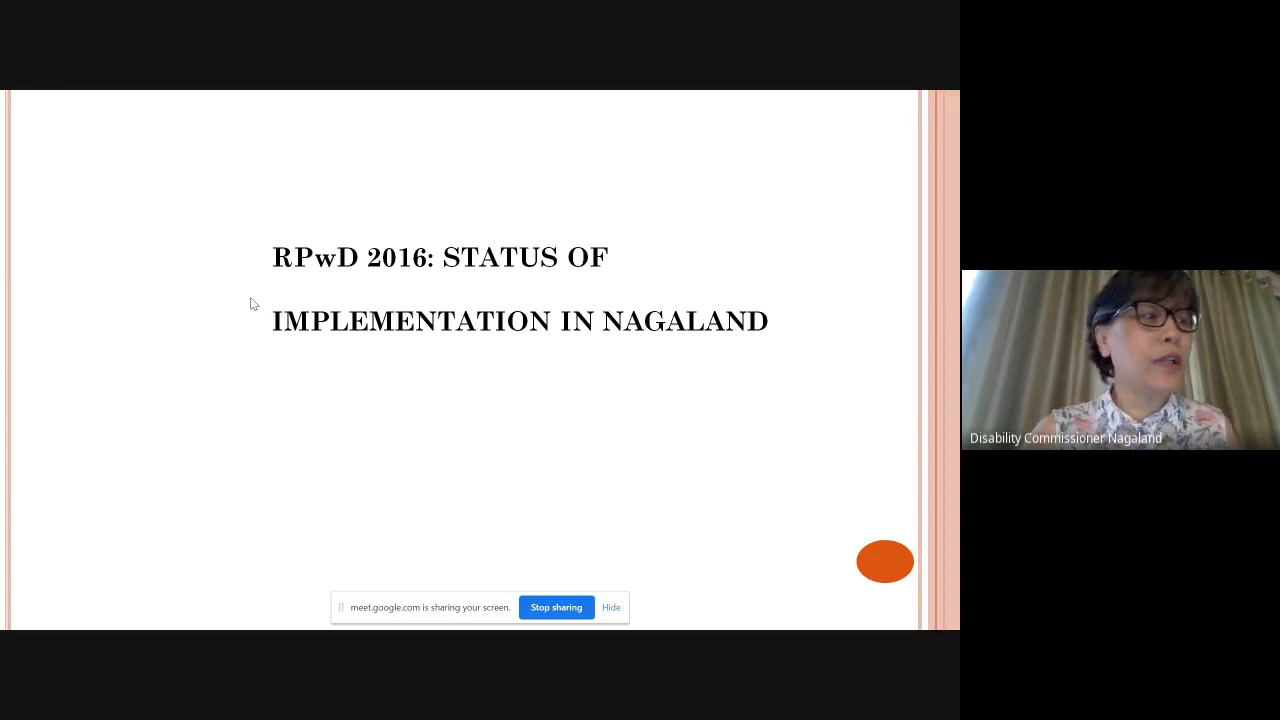 RPwD 2016: STATUS OF
IMPLEMENTATION IN NAGALAND
Disability Commissioner Nagaland
meet.google.com is sharing your screen. Stop sharing Hide